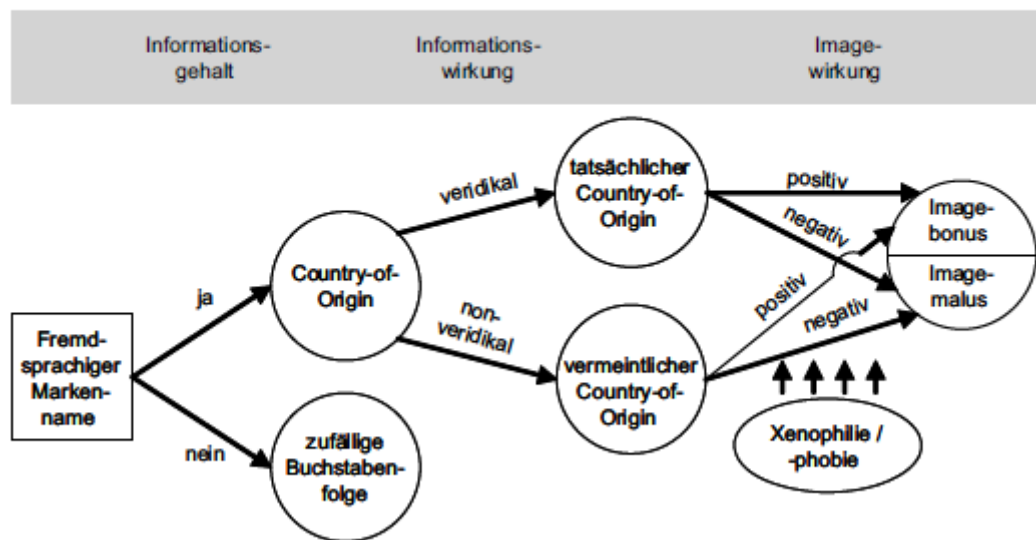 Informations-
gehalt
Informations-
wirkung
Image-
wirkung
Fremd-
sprachiger
Marken-
name
ja
nein
Country-of-
Origin
zufällige
Buchstaben-
folge
veridikal
non-
veridikal
tatsächlicher
Country-of-
Origin
vermeintlicher
Country-of-
Origin
positiv
negativ
positiv
negativ
Image-
bonus
Image-
malus
Xenophilie /
-phobie